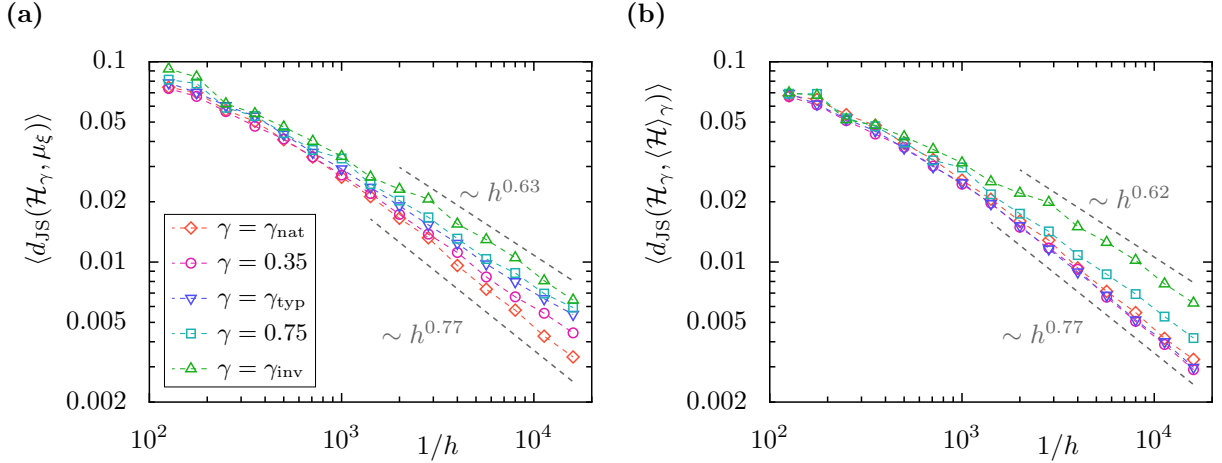 (a)
0.1
0.05
0.02
0.01
0.005
0.002
10^2
10^3
10^4
1/h
⟨d_JS(ℋ_γ, μ_ξ)⟩
∼ h^0.63
∼ h^0.77
γ = γ_nat
γ = 0.35
γ = γ_typ
γ = 0.75
γ = γ_inv
(b)
0.1
0.05
0.02
0.01
0.005
0.002
10^2
10^3
10^4
1/h
⟨d_JS(ℋ_γ, ⟨ℋ⟩_γ)⟩
∼ h^0.62
∼ h^0.77